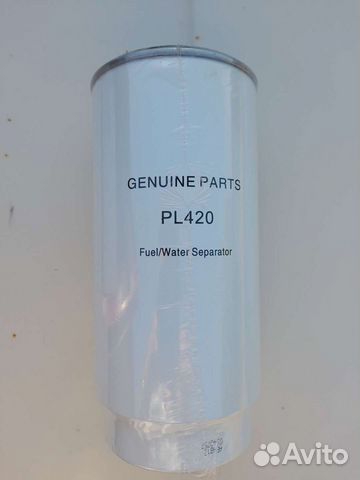 GENUINE PARTS
PL420
Fuel/Water Separator
Avito